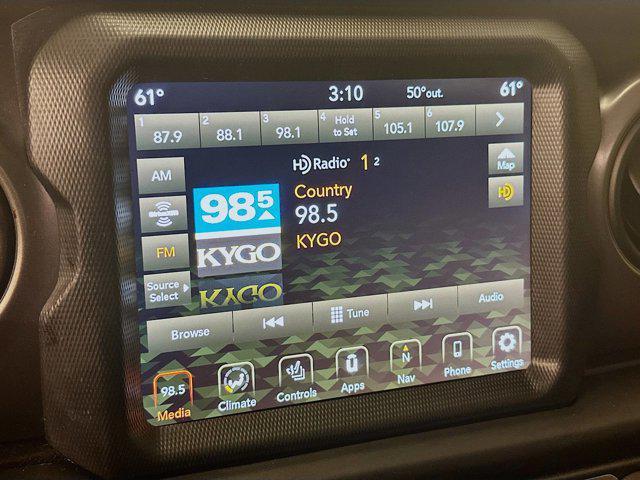 61° 3:10 50°out. 61°
1 87.9 2 88.1 3 98.1 4 Hold to Set 5 105.1 6 107.9
AM HD Radio 1 2 Map
SiriusXM Country HD
98.5 98.5
FM KYGO KYGO
Source Select KYGO
Browse Tune Audio
98.5 N
Media Climate Controls Apps Nav Phone Settings